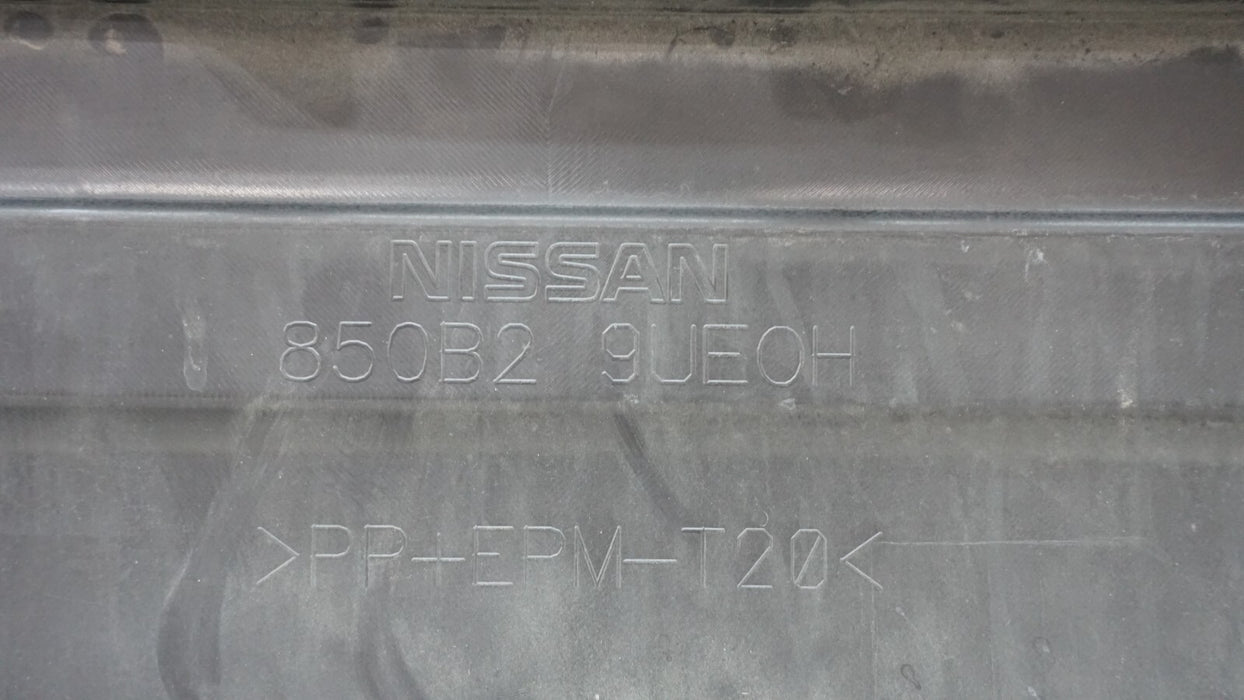 NISSAN
850B2 9UE0H
>PP+EPM-T20<